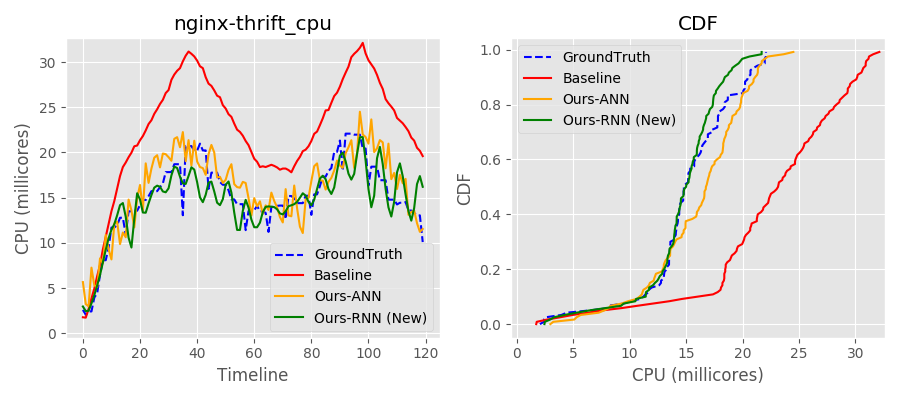 nginx-thrift_cpu
CPU (millicores)
30
25
20
15
10
5
0
GroundTruth
Baseline
Ours-ANN
Ours-RNN (New)
0 20 40 60 80 100 120
Timeline
CDF
CDF
1.0
0.8
0.6
0.4
0.2
0.0
GroundTruth
Baseline
Ours-ANN
Ours-RNN (New)
0 5 10 15 20 25 30
CPU (millicores)